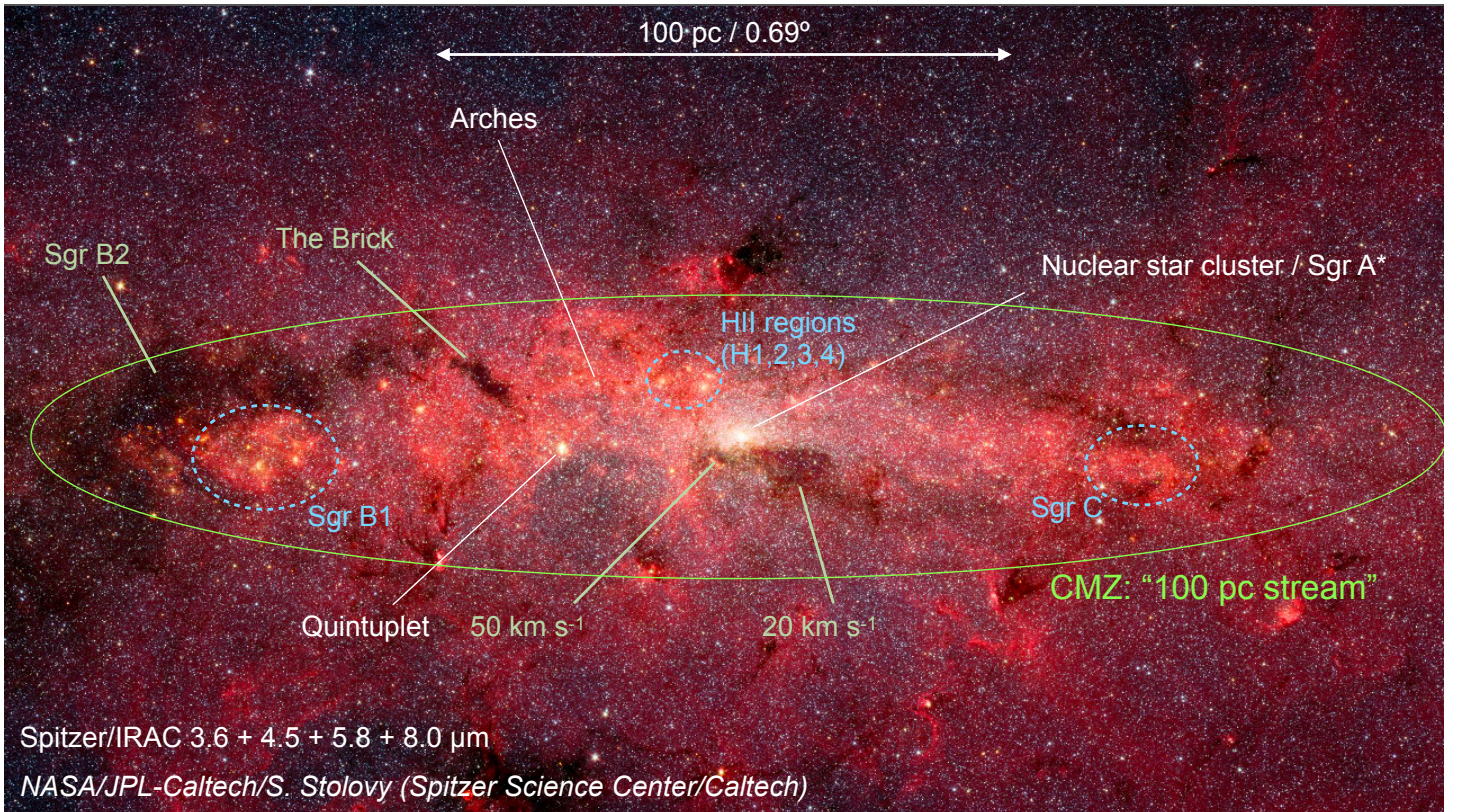 100 pc / 0.69º
Arches
The Brick
Sgr B2
Nuclear star cluster / Sgr A*
HII regions
(H1,2,3,4)
Sgr B1
Sgr C
CMZ: “100 pc stream”
Quintuplet
50 km s⁻¹
20 km s⁻¹
Spitzer/IRAC 3.6 + 4.5 + 5.8 + 8.0 μm
NASA/JPL-Caltech/S. Stolovy (Spitzer Science Center/Caltech)